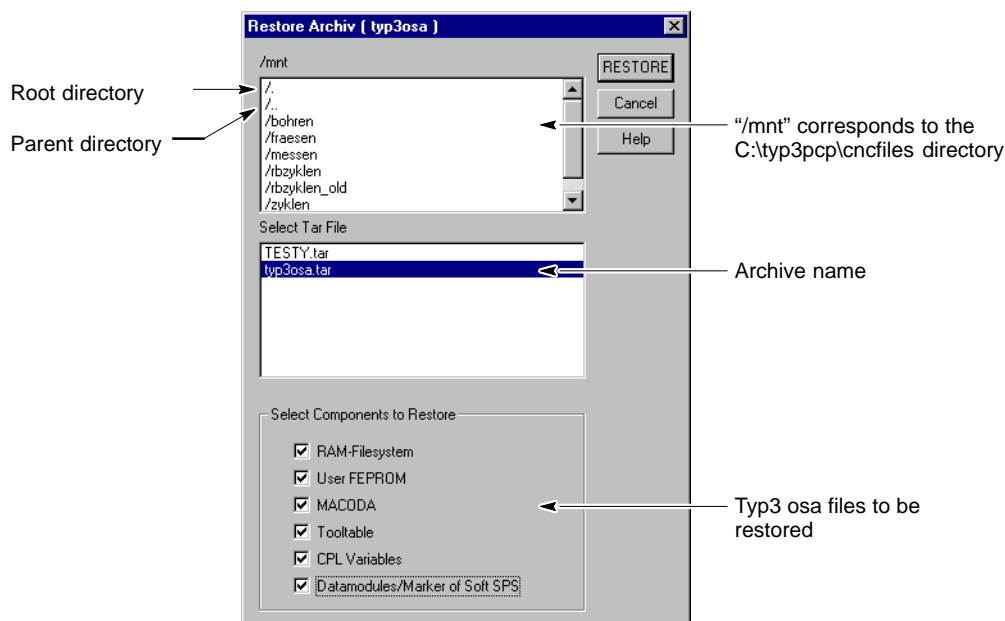 Restore Archiv ( typ3osa )
/mnt
RESTORE
Cancel
Help
Root directory
Parent directory
/.
/..
/bohren
/fraesen
/messen
/rbzyklen
/rbzyklen_old
/zyklen
“/mnt” corresponds to the
C:\typ3pcp\cncfiles directory
Select Tar File
TESTY.tar
typ3osa.tar
Archive name
Select Components to Restore
RAM-Filesystem
User FEPROM
MACODA
Tooltable
CPL Variables
Datamodules/Marker of Soft SPS
Typ3 osa files to be
restored